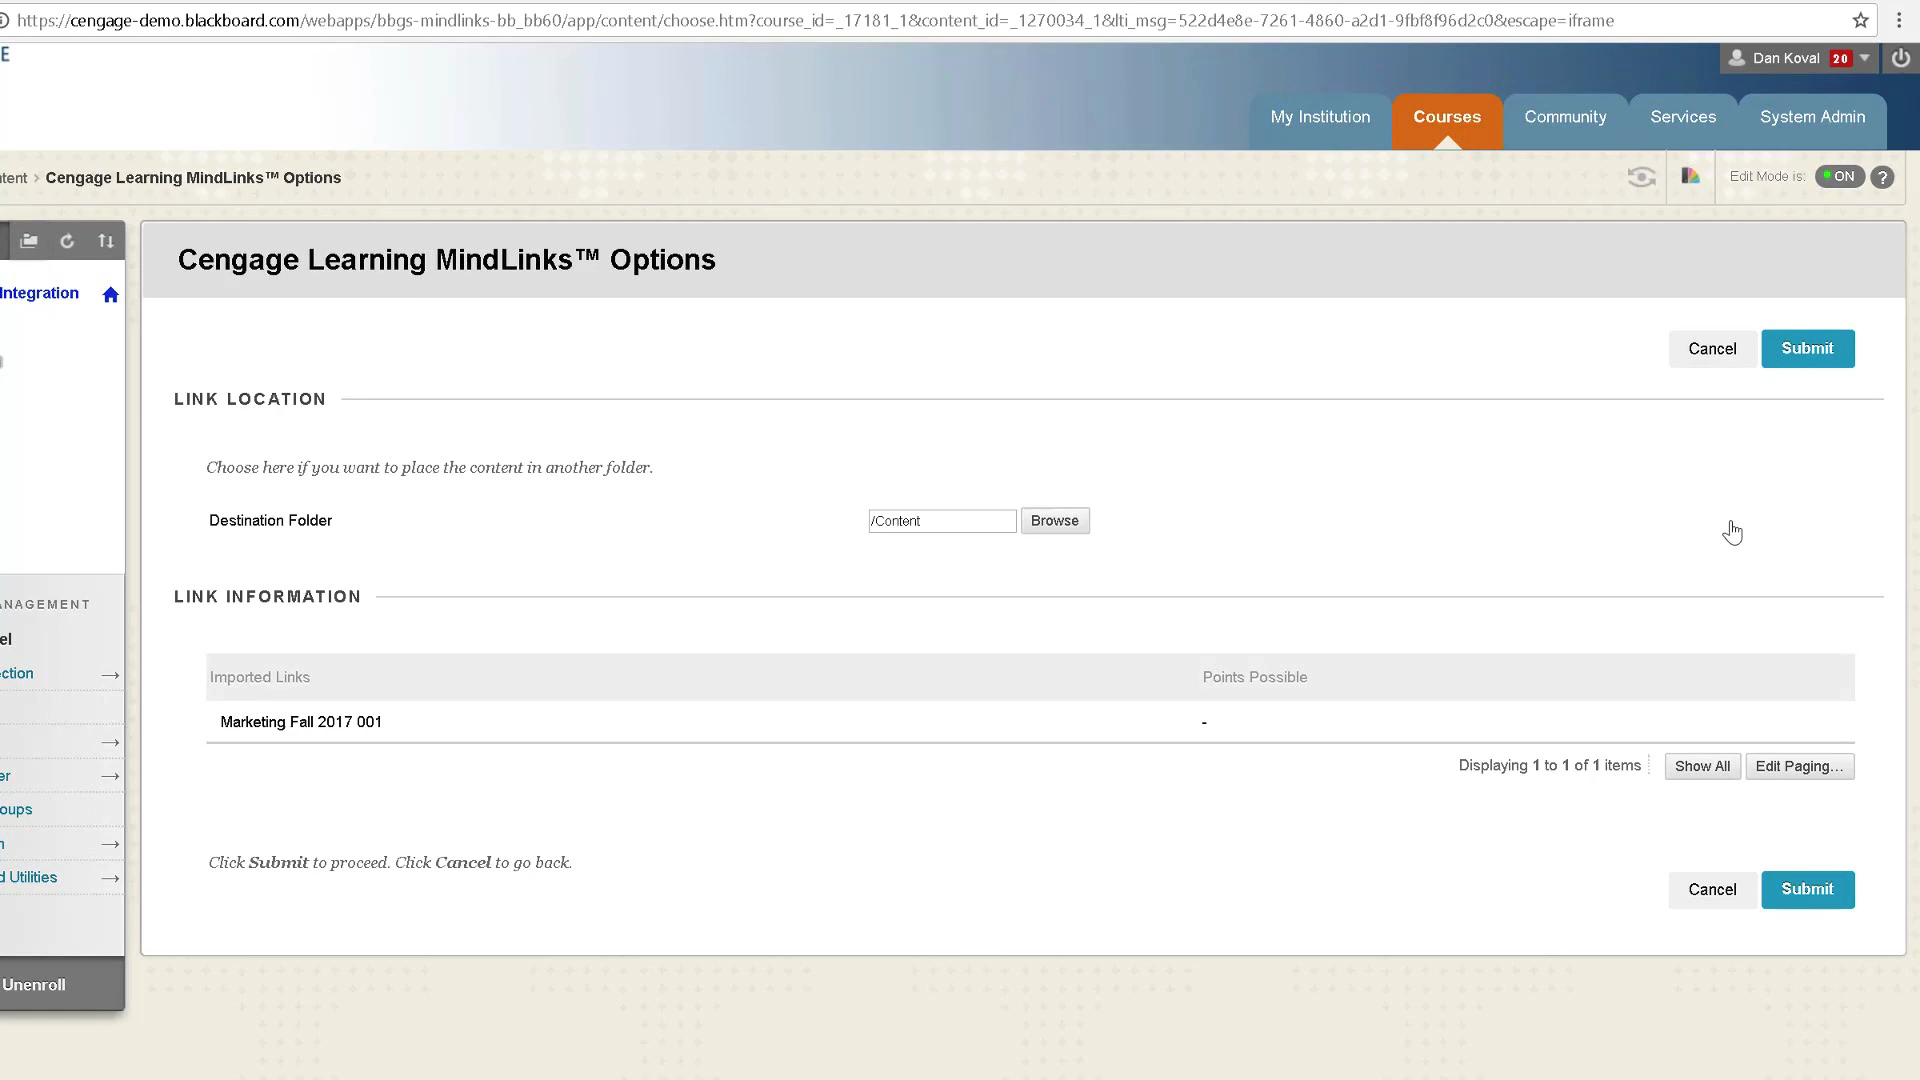 https://cengage-demo.blackboard.com/webapps/bbgs-mindlinks-bb_bb60/app/content/choose.htm?course_id=_17181_1&content_id=_1270034_1&lti_msg=522d4e8e-7261-4860-a2d1-9fbf8f96d2c0&escape=iframe
E
Dan Koval 20
My Institution Courses Community Services System Admin
ntent > Cengage Learning MindLinks™ Options
Edit Mode is: ON ?
Cengage Learning MindLinks™ Options
Integration
Cancel Submit
LINK LOCATION
Choose here if you want to place the content in another folder.
Destination Folder /Content Browse
LINK INFORMATION
ANAGEMENT
el
ection
Imported Links Points Possible
Marketing Fall 2017 001 -
Displaying 1 to 1 of 1 items Show All Edit Paging...
er
oups
n
d Utilities
Click Submit to proceed. Click Cancel to go back.
Cancel Submit
Unenroll